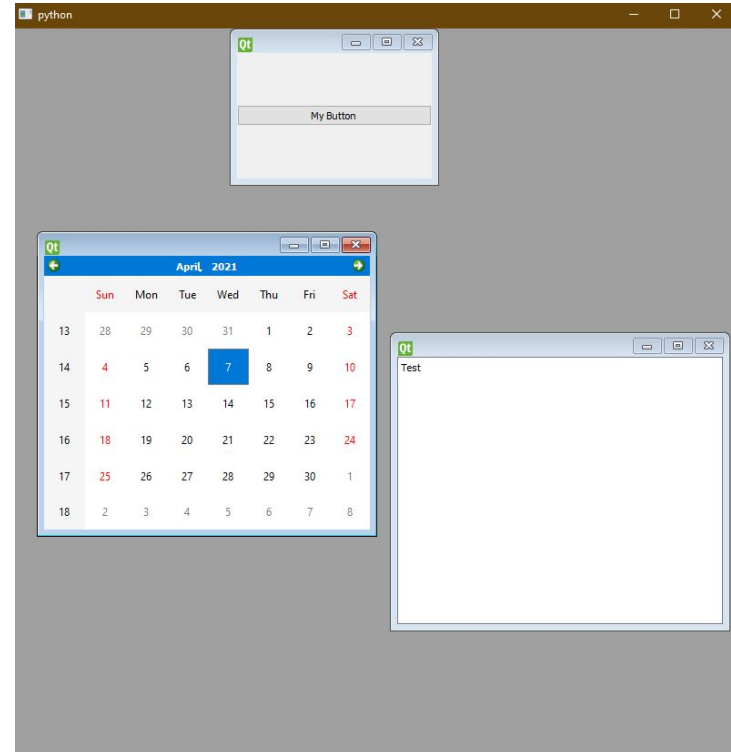 python
Qt
My Button
Qt
April, 2021
Sun Mon Tue Wed Thu Fri Sat
13 28 29 30 31 1 2 3
14 4 5 6 7 8 9 10
15 11 12 13 14 15 16 17
16 18 19 20 21 22 23 24
17 25 26 27 28 29 30 1
18 2 3 4 5 6 7 8
Qt
Test